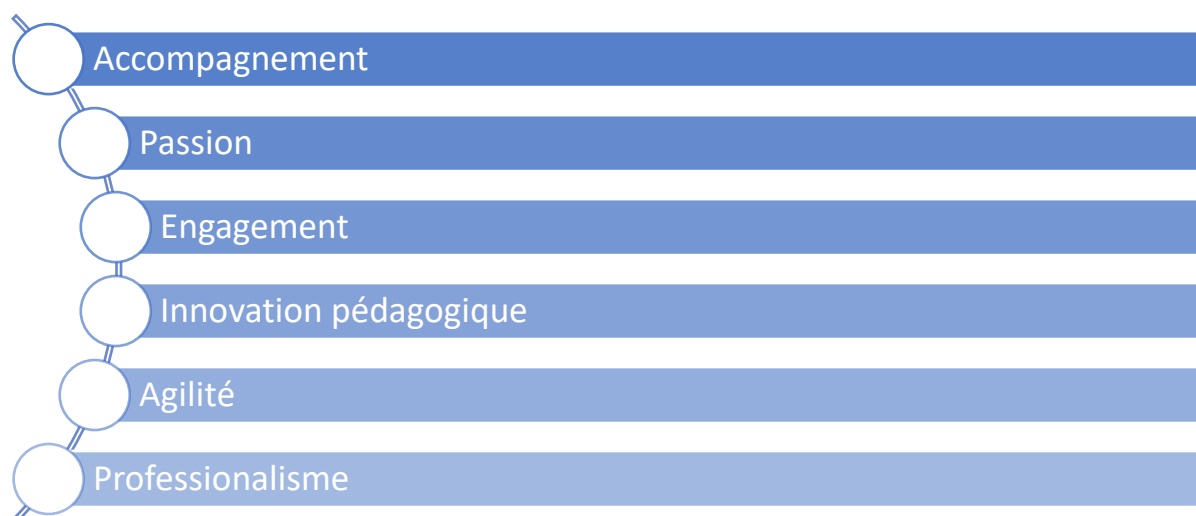 Accompagnement
Passion
Engagement
Innovation pédagogique
Agilité
Professionalisme